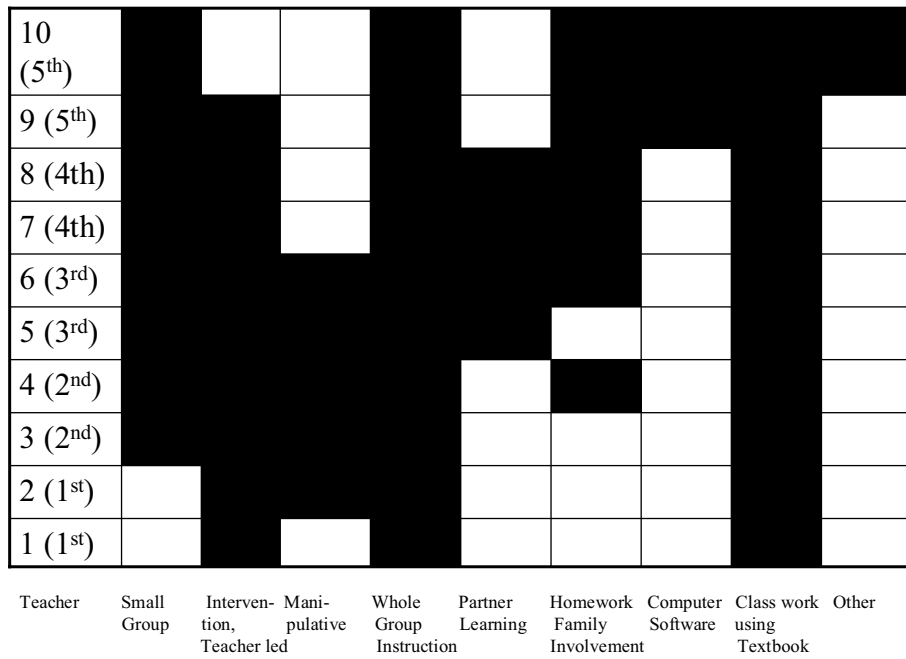 10
(5th)
9 (5th)
8 (4th)
7 (4th)
6 (3rd)
5 (3rd)
4 (2nd)
3 (2nd)
2 (1st)
1 (1st)
Teacher Small Interven- Mani- Whole Partner Homework Computer Class work Other
Group tion, pulative Group Learning Family Software using
Teacher led Instruction Involvement Textbook